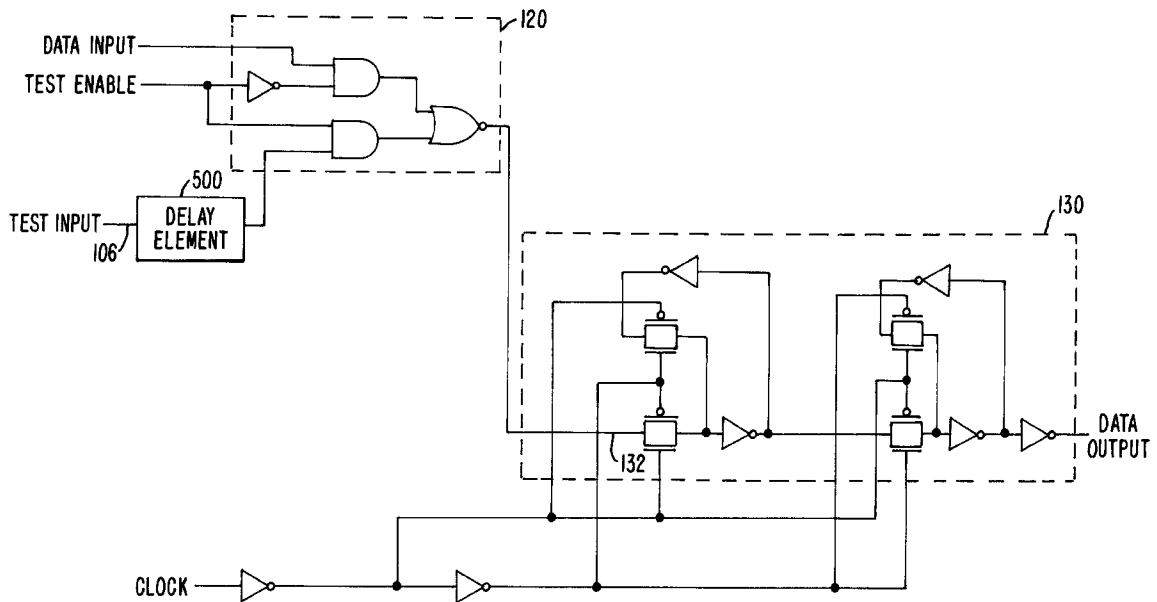 120
DATA INPUT
TEST ENABLE
500
TEST INPUT
DELAY
ELEMENT
106
130
132
DATA
OUTPUT
CLOCK